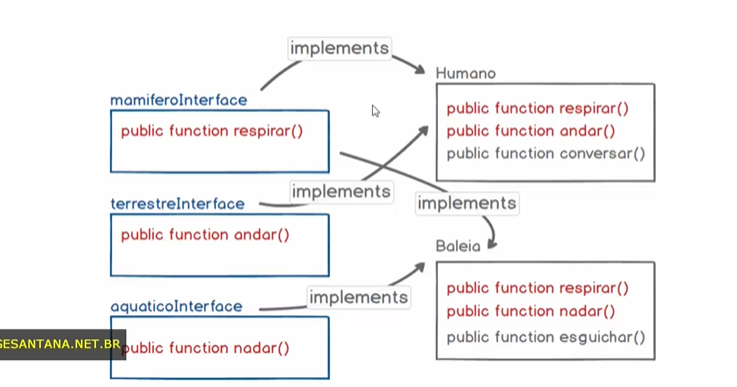 implements
Humano
mamiferoInterface
public function respirar()
public function respirar()
public function andar()
public function conversar()
implements
terrestreInterface
implements
public function andar()
Baleia
aquaticoInterface
implements
public function respirar()
public function nadar()
public function esguichar()
GESANTANA.NET.BR
public function nadar()